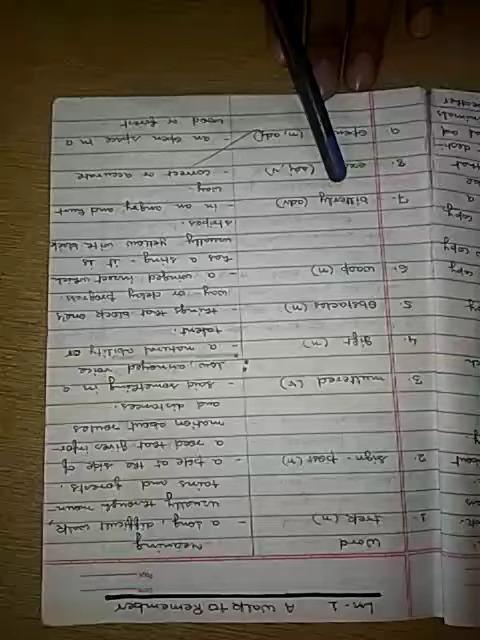 Ln-1 A Walk to Remember
Word Meaning
1. trek (n) - a long, difficult walk,
usually through moun
tains and forests.
2. sign-post (n) - a pole at the side of
a road that gives infor-
mation about routes
and distances.
3. muttered (v) - said something in a
low, annoyed voice
4. gift (n) - a natural ability or
talent.
5. Obstacles (n) - things that block one's
way or delay progress
6. wasp (n) - a winged insect which
has a sting - it is
usually yellow with black
stripes.
7. bitterly (adv) - in an angry and hurt
way
8. (adj, v) - correct or accurate
9. open (n, adj) - an open space in a
wood or forest